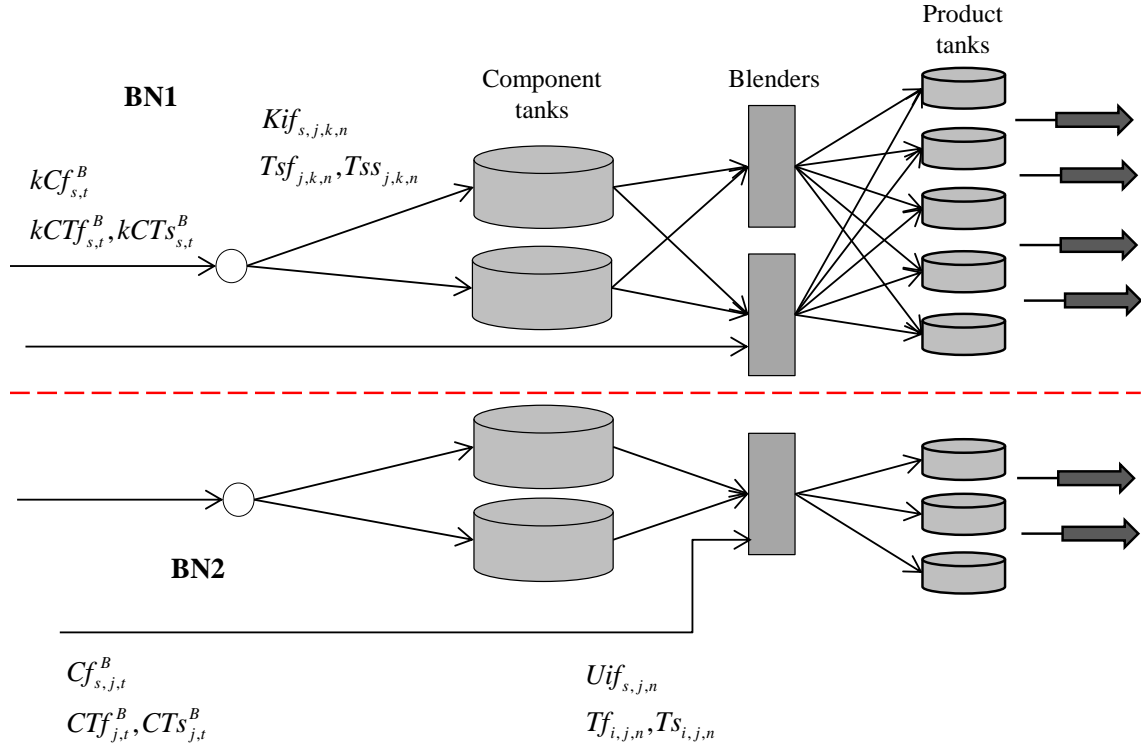 Product
tanks
Component
tanks
Blenders
BN1
Kif_{s,j,k,n}
Tsf_{j,k,n},Tss_{j,k,n}
kCf^B_{s,t}
kCTf^B_{s,t},kCTs^B_{s,t}
BN2
Cf^B_{s,j,t}
CTf^B_{j,t},CTs^B_{j,t}
Uif_{s,j,n}
Tf_{i,j,n},Ts_{i,j,n}